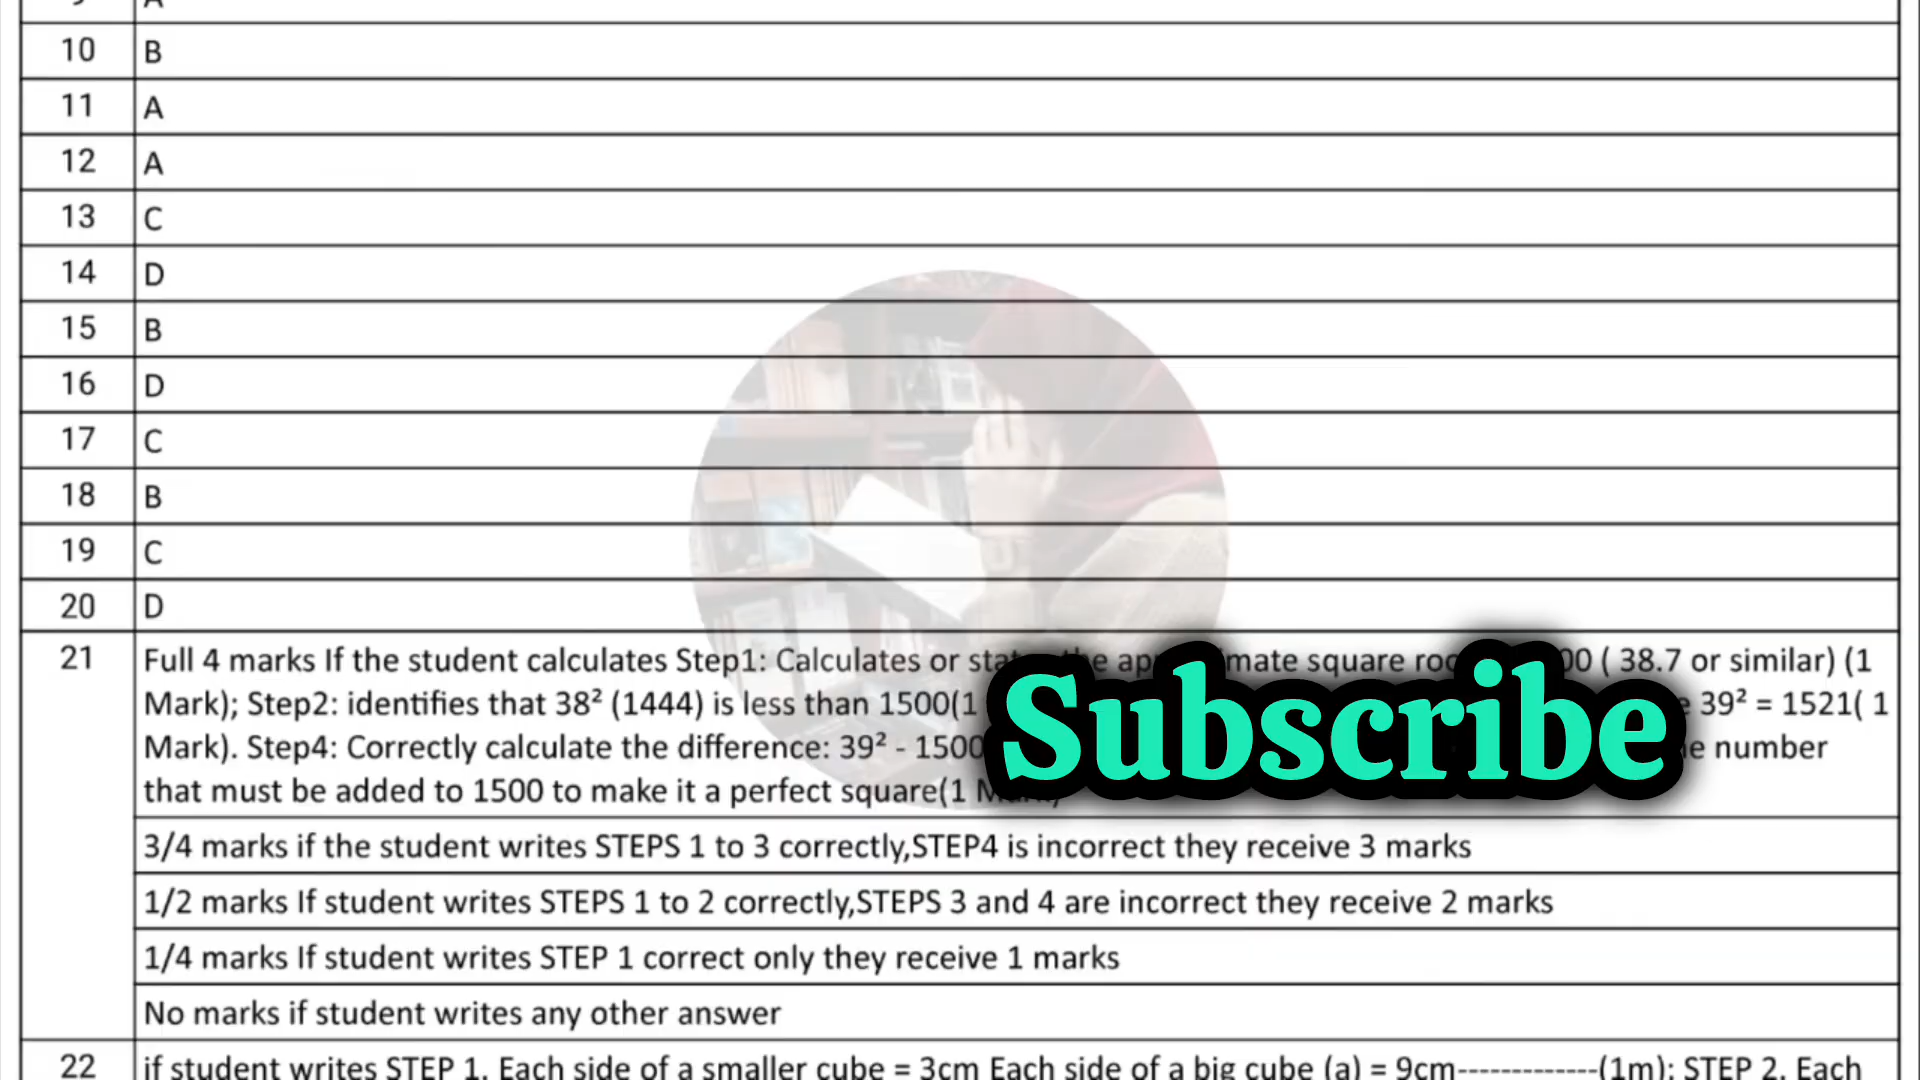 9 A
10 B
11 A
12 A
13 C
14 D
15 B
16 D
17 C
18 B
19 C
20 D
21 Full 4 marks If the student calculates Step1: Calculates or mate square 00 ( 38.7 or similar) (1
Mark); Step2: identifies that 38² (1444) is less than 1500(1 39² = 1521( 1
Mark). Step4: Correctly calculate the difference: 39² - 1500 number
that must be added to 1500 to make it a perfect square(1
Subscribe
3/4 marks if the student writes STEPS 1 to 3 correctly,STEP4 is incorrect they receive 3 marks
1/2 marks If student writes STEPS 1 to 2 correctly,STEPS 3 and 4 are incorrect they receive 2 marks
1/4 marks If student writes STEP 1 correct only they receive 1 marks
No marks if student writes any other answer
22 if student writes STEP 1. Each side of a smaller cube = 3cm Each side of a big cube (a) = 9cm-------------(1m); STEP 2. Each